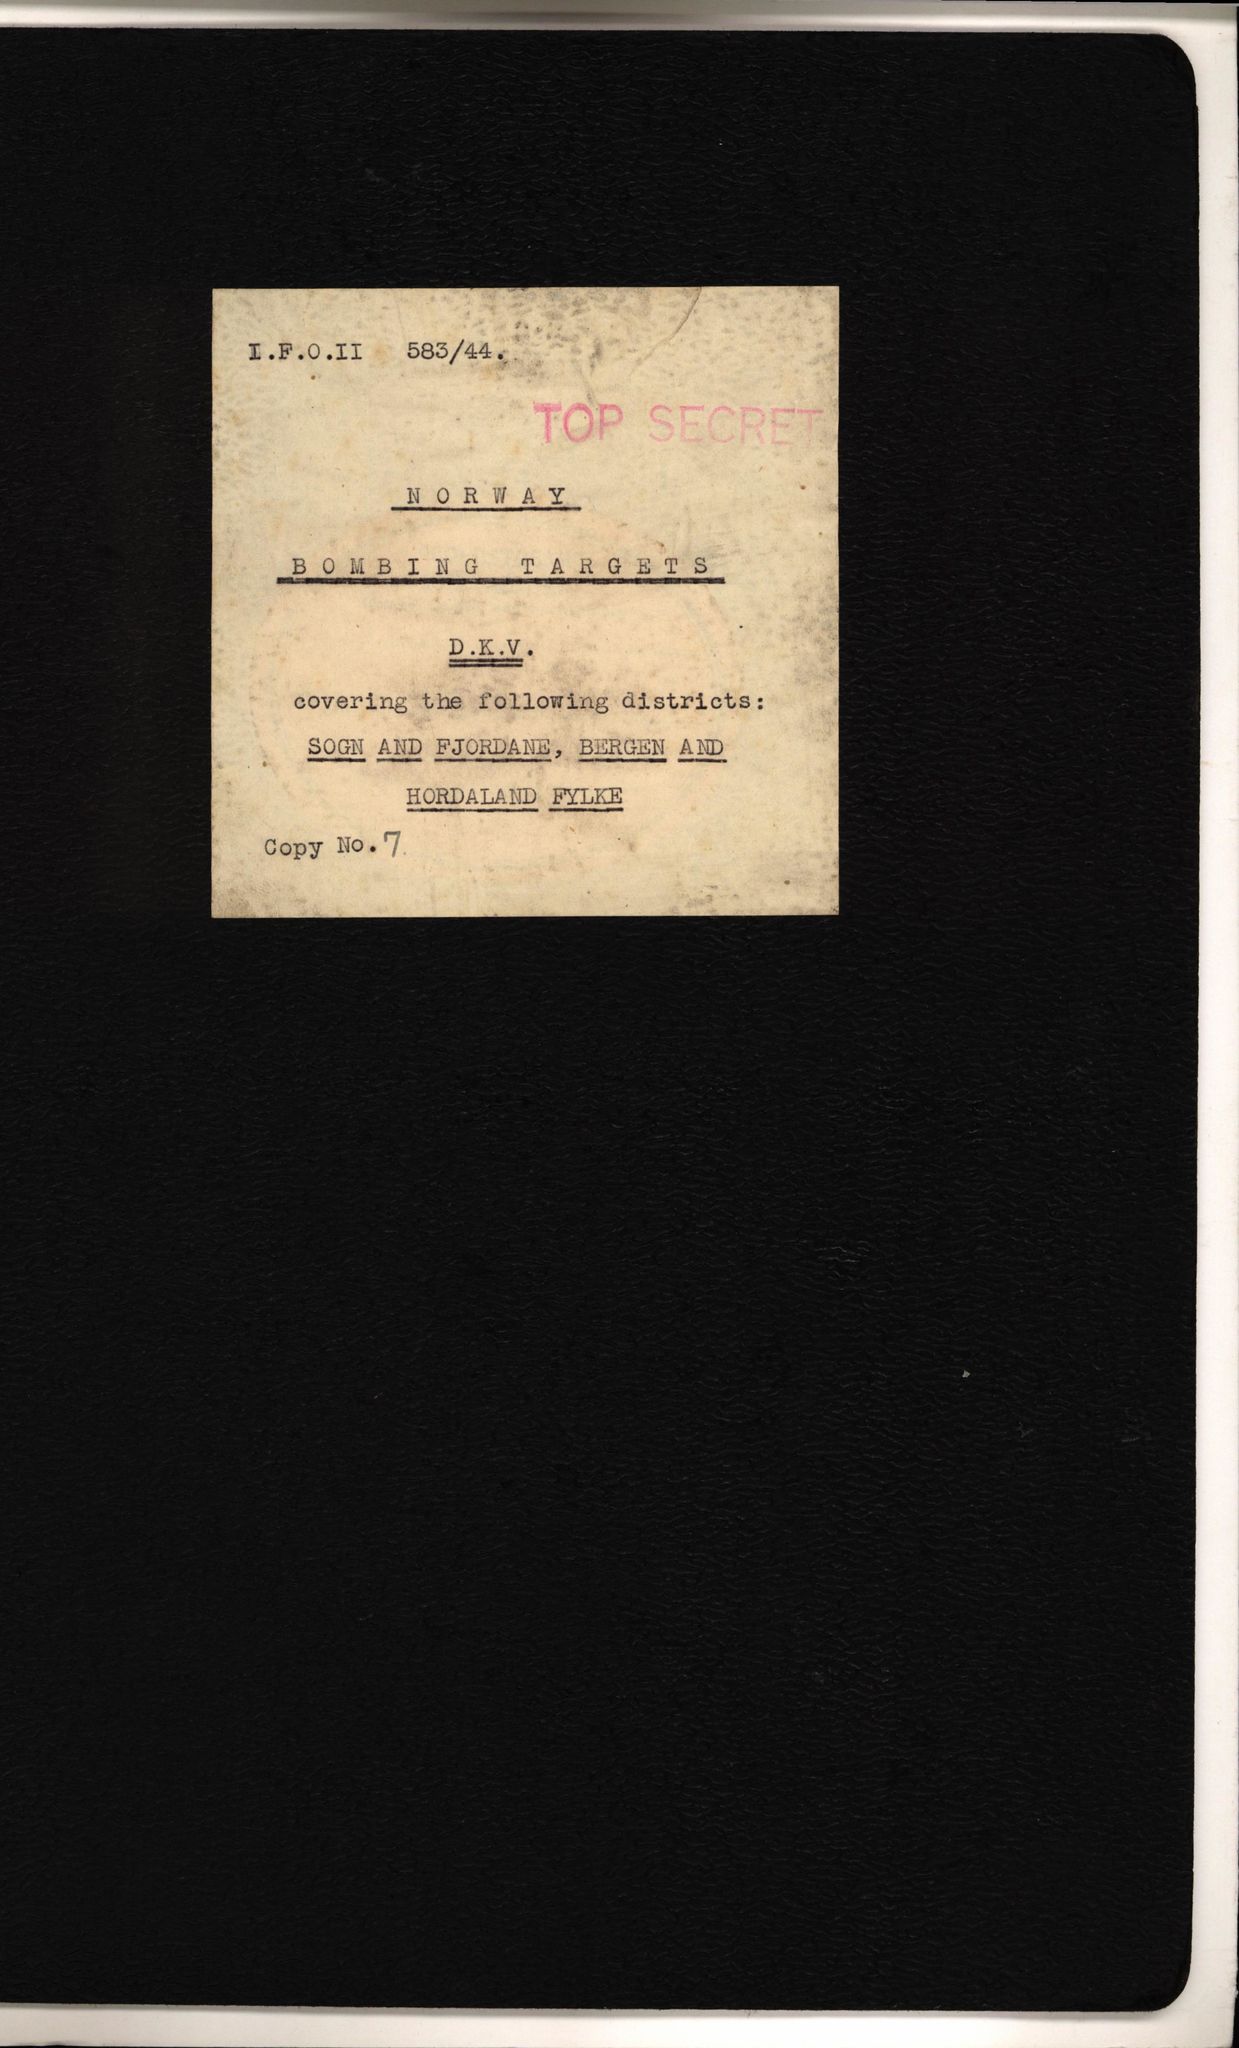 I.F.O.II 583/44.
TOP SECRET
N O R W A Y
B O M B I N G T A R G E T S
D.K.V.
covering the following districts:
SOGN AND FJORDANE, BERGEN AND
HORDALAND FYLKE
Copy No. 7